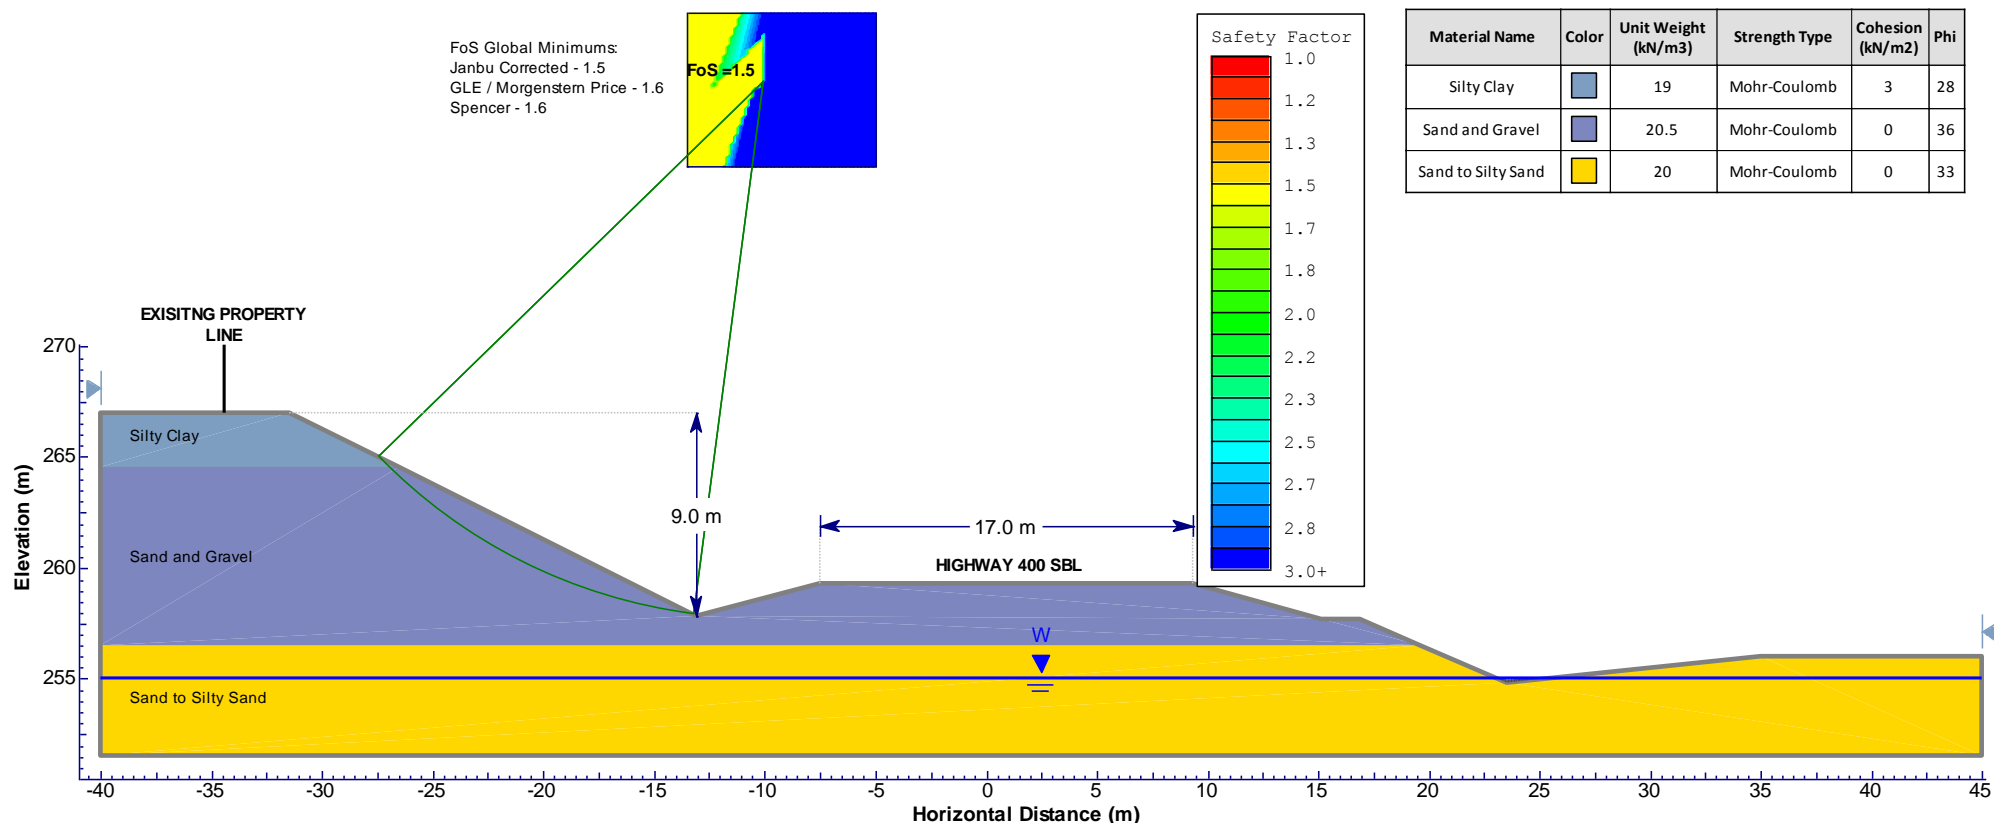 FoS Global Minimums:
Janbu Corrected - 1.5
GLE / Morgenstern Price - 1.6
Spencer - 1.6
FoS =1.5
Safety Factor
1.0
1.2
1.3
1.5
1.7
1.8
2.0
2.2
2.3
2.5
2.7
2.8
3.0+
Material Name Color Unit Weight (kN/m3) Strength Type Cohesion (kN/m2) Phi
Silty Clay 19 Mohr-Coulomb 3 28
Sand and Gravel 20.5 Mohr-Coulomb 0 36
Sand to Silty Sand 20 Mohr-Coulomb 0 33
EXISITNG PROPERTY
LINE
270
265
260
255
Elevation (m)
Silty Clay
Sand and Gravel
Sand to Silty Sand
9.0 m
17.0 m
HIGHWAY 400 SBL
W
-40 -35 -30 -25 -20 -15 -10 -5 0 5 10 15 20 25 30 35 40 45
Horizontal Distance (m)